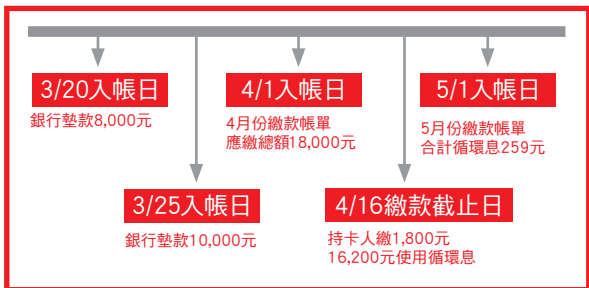 3/20入帳日
銀行墊款8,000元
3/25入帳日
銀行墊款10,000元
4/1入帳日
4月份繳款帳單
應繳總額18,000元
4/16繳款截止日
持卡人繳1,800元
16,200元使用循環息
5/1入帳日
5月份繳款帳單
合計循環息259元